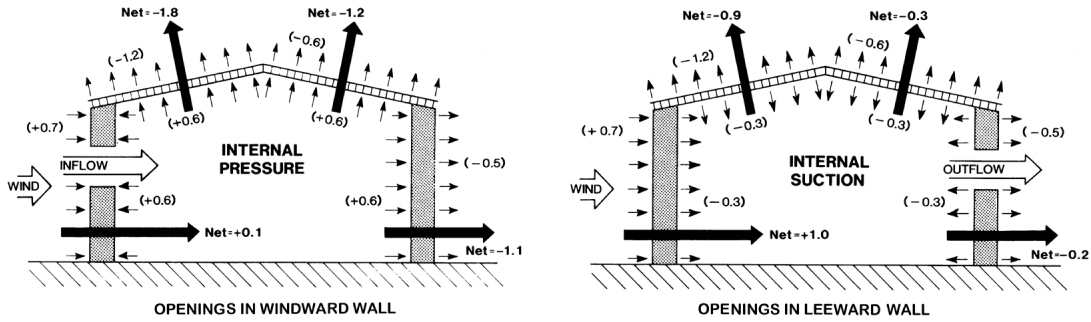 Net=-1.8
Net=-1.2
(-1.2)
(-0.6)
(+0.6)
(+0.6)
(+0.7)
INTERNAL
PRESSURE
(-0.5)
INFLOW
WIND
(+0.6)
(+0.6)
Net=+0.1
Net=-1.1
OPENINGS IN WINDWARD WALL
Net=-0.9
Net=-0.3
(-1.2)
(-0.6)
(-0.3)
(-0.3)
(+0.7)
(-0.5)
INTERNAL
SUCTION
OUTFLOW
WIND
(-0.3)
(-0.3)
Net=+1.0
Net=-0.2
OPENINGS IN LEEWARD WALL